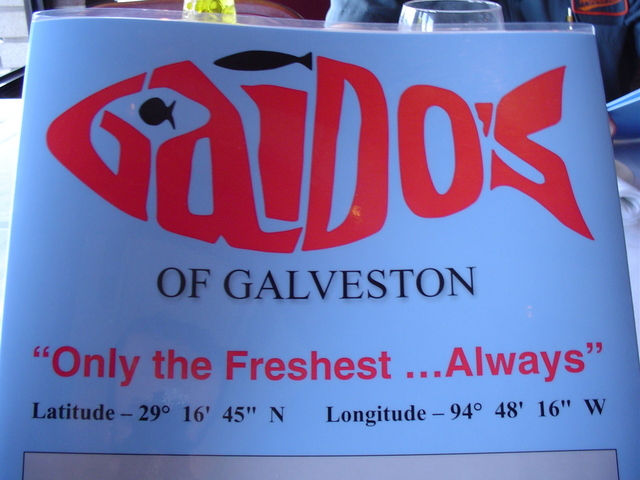 GAIDO'S
OF GALVESTON
“Only the Freshest ...Always”
Latitude – 29° 16' 45" N Longitude – 94° 48' 16" W